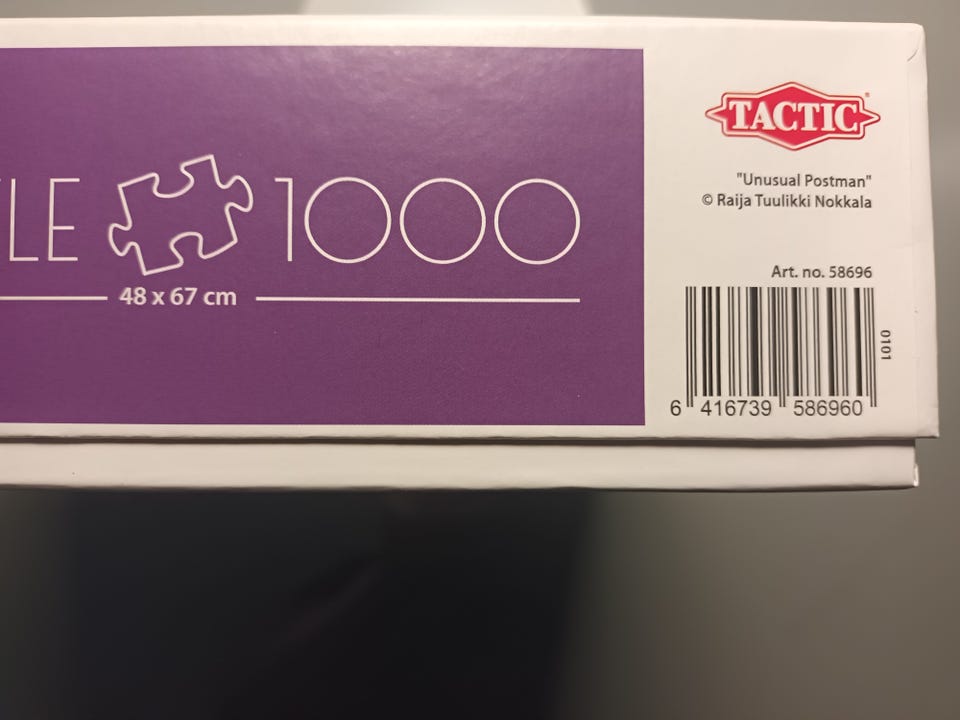 LE 1000
48 x 67 cm
TACTIC®
"Unusual Postman"
© Raija Tuulikki Nokkala
Art. no. 58696
0101
6 416739 586960